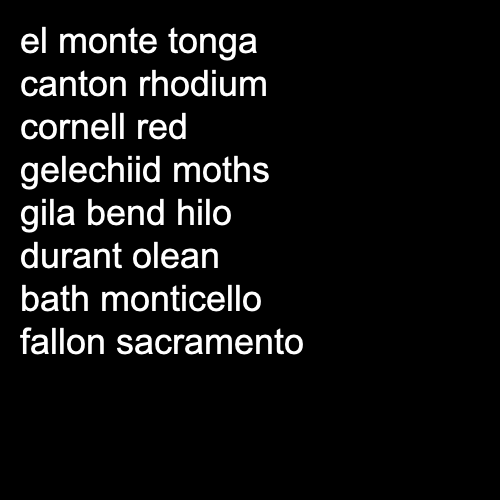 el monte tonga
canton rhodium
cornell red
gelechiid moths
gila bend hilo
durant olean
bath monticello
fallon sacramento